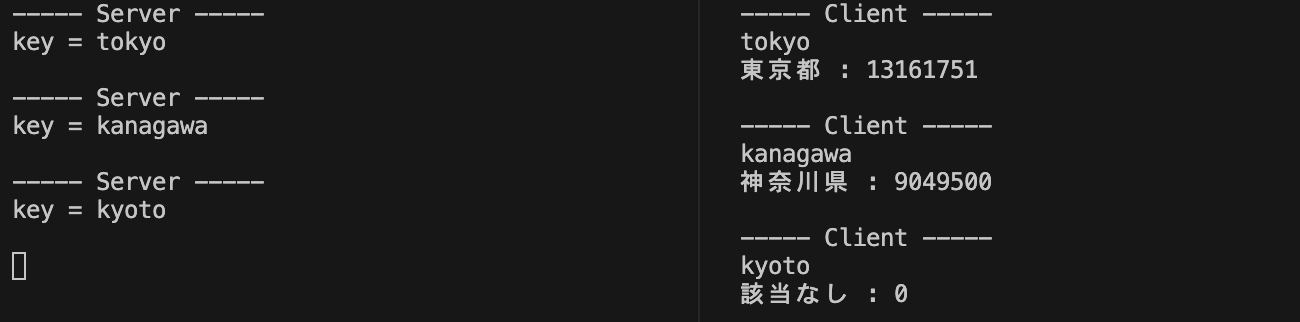 ----- Server -----
key = tokyo
----- Server -----
key = kanagawa
----- Server -----
key = kyoto
----- Client -----
tokyo
東京都 : 13161751
----- Client -----
kanagawa
神奈川県 : 9049500
----- Client -----
kyoto
該当なし : 0